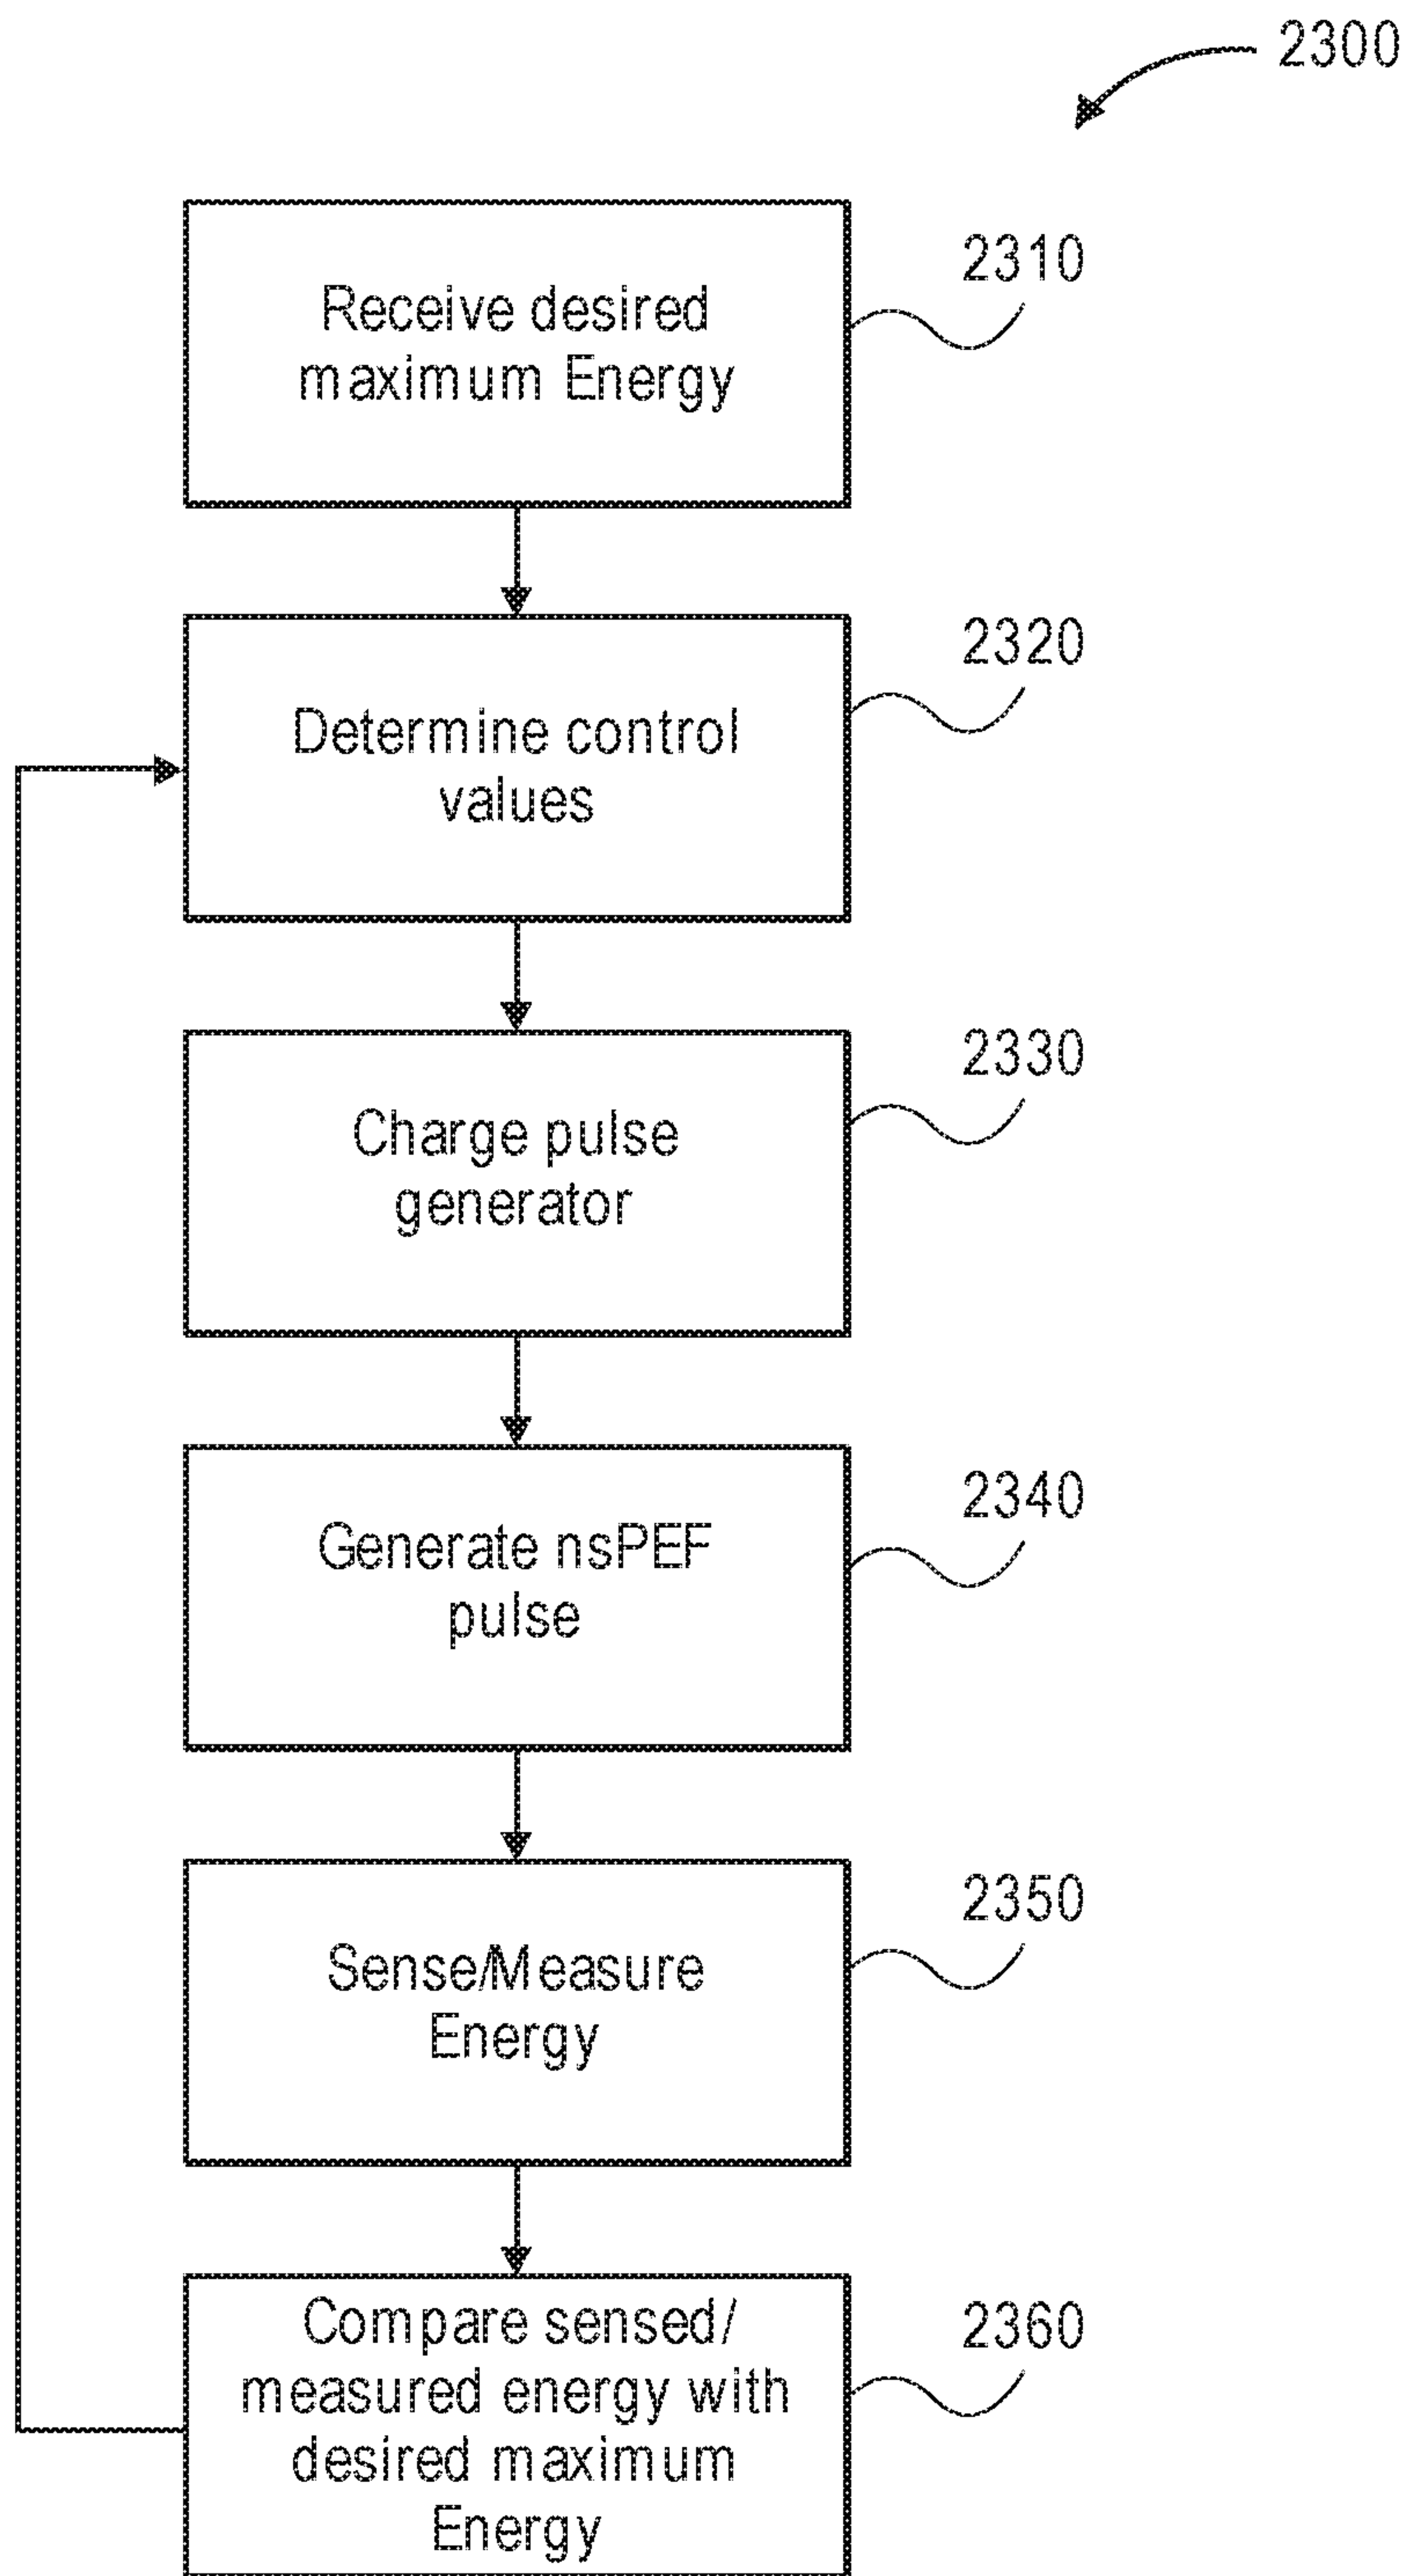 2300
Receive desired
maximum Energy
2310
Determine control
values
2320
Charge pulse
generator
2330
Generate nsPEF
pulse
2340
Sense/Measure
Energy
2350
Compare sensed/
measured energy with
desired maximum
Energy
2360